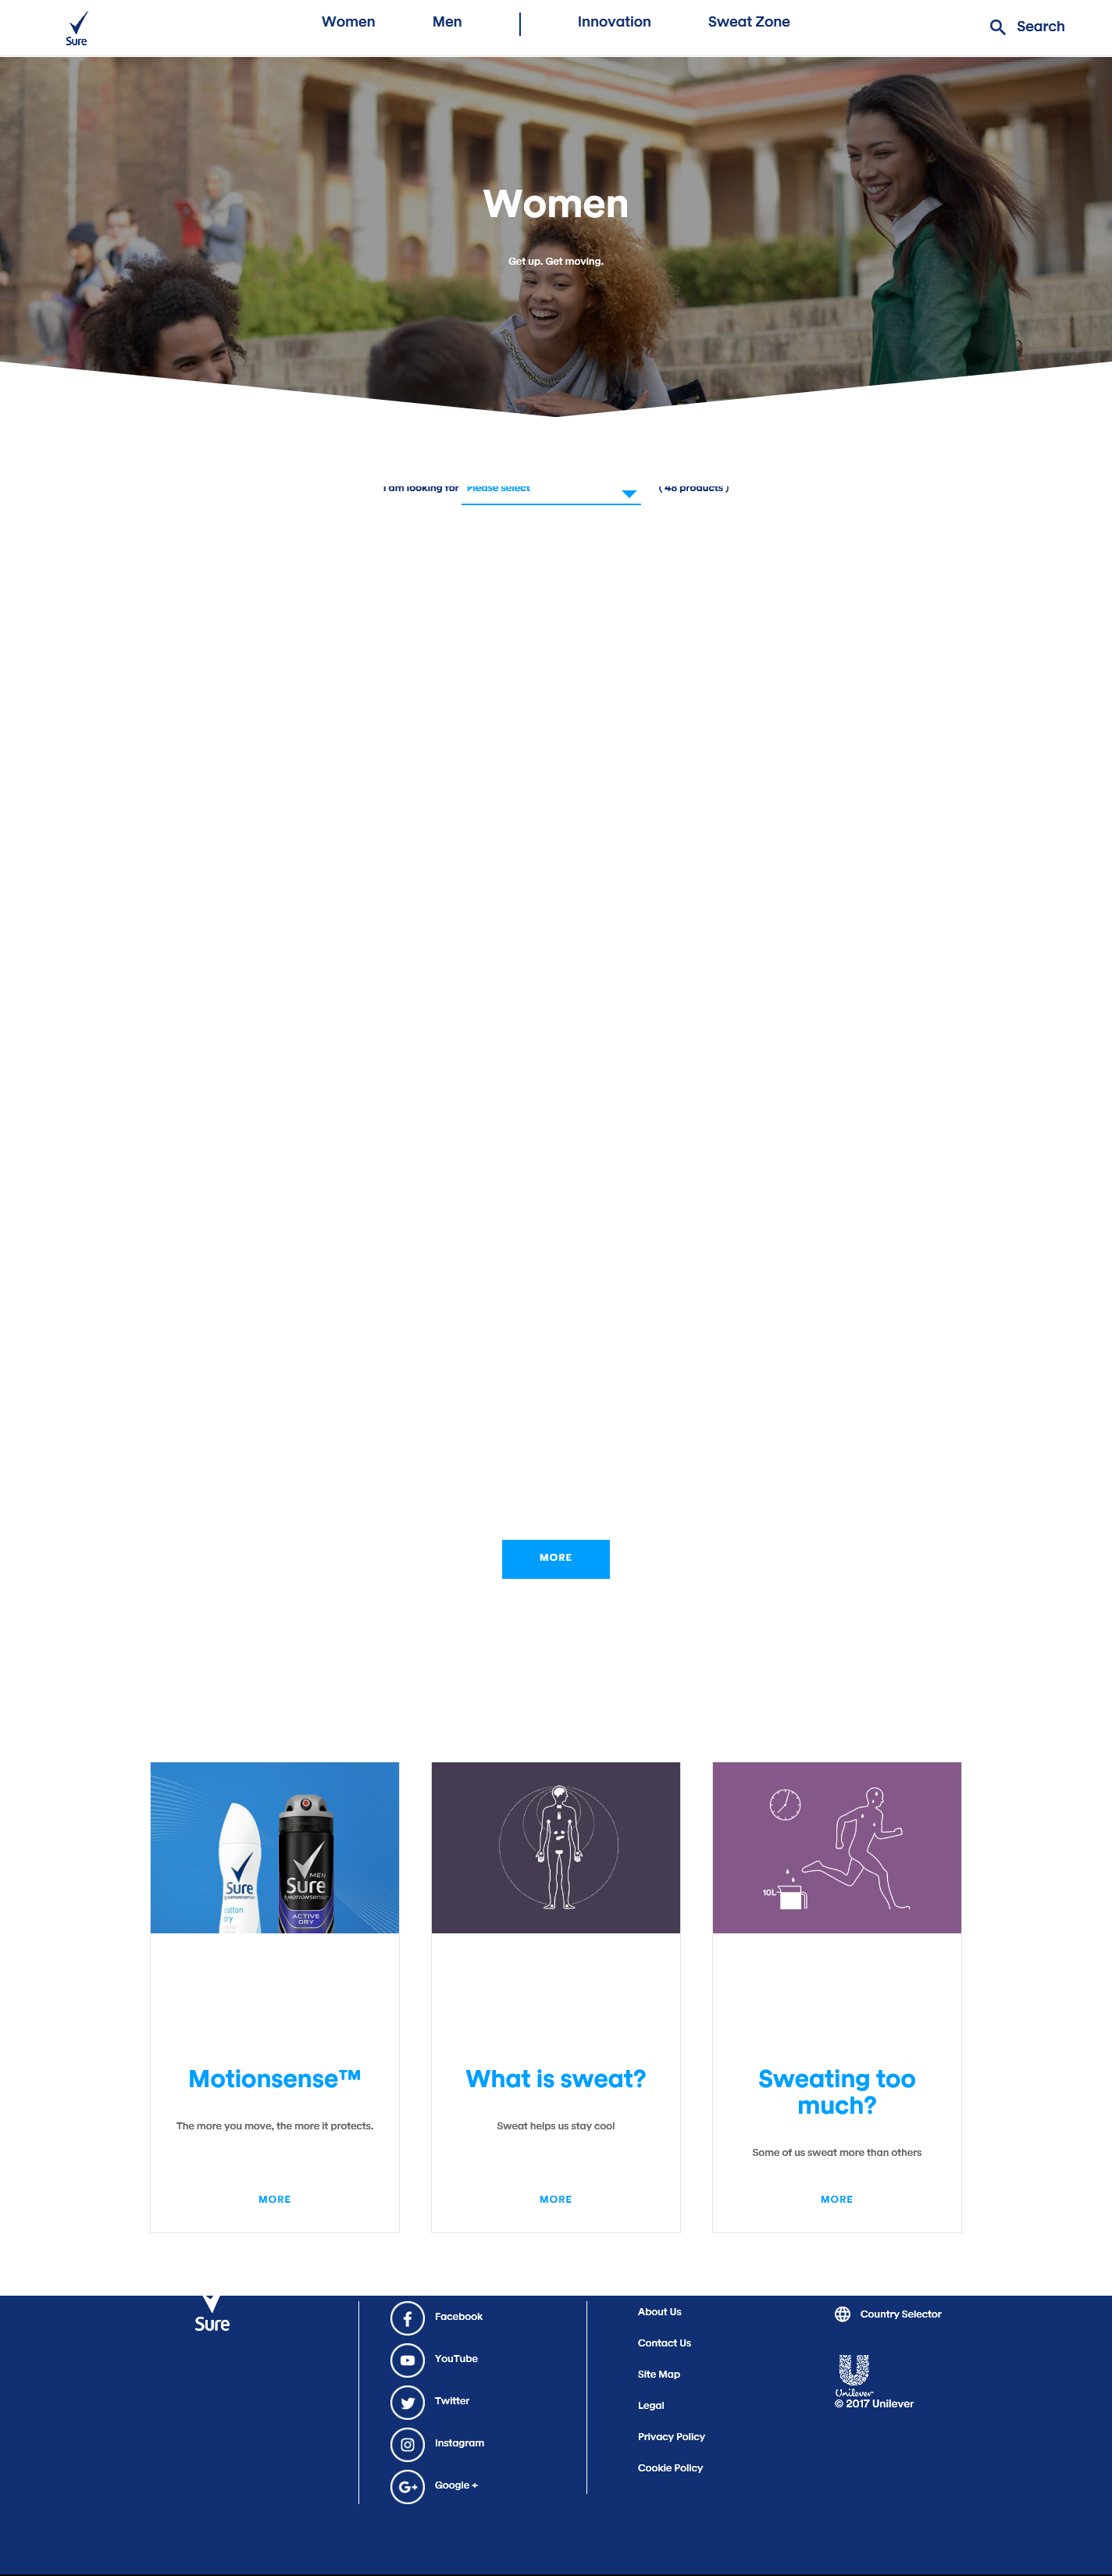 Sure
Women
Men
Innovation
Sweat Zone
Search
Women
Get up. Get moving.
I am looking for Please select ( 48 products )
MORE
Sure
cotton
dry
MEN
Sure
MOTIONSENSE
ACTIVE
DRY
10L
Motionsense™
The more you move, the more it protects.
MORE
What is sweat?
Sweat helps us stay cool
MORE
Sweating too
much?
Some of us sweat more than others
MORE
Sure
Facebook
YouTube
Twitter
Instagram
Google +
About Us
Contact Us
Site Map
Legal
Privacy Policy
Cookie Policy
Country Selector
Unilever
© 2017 Unilever